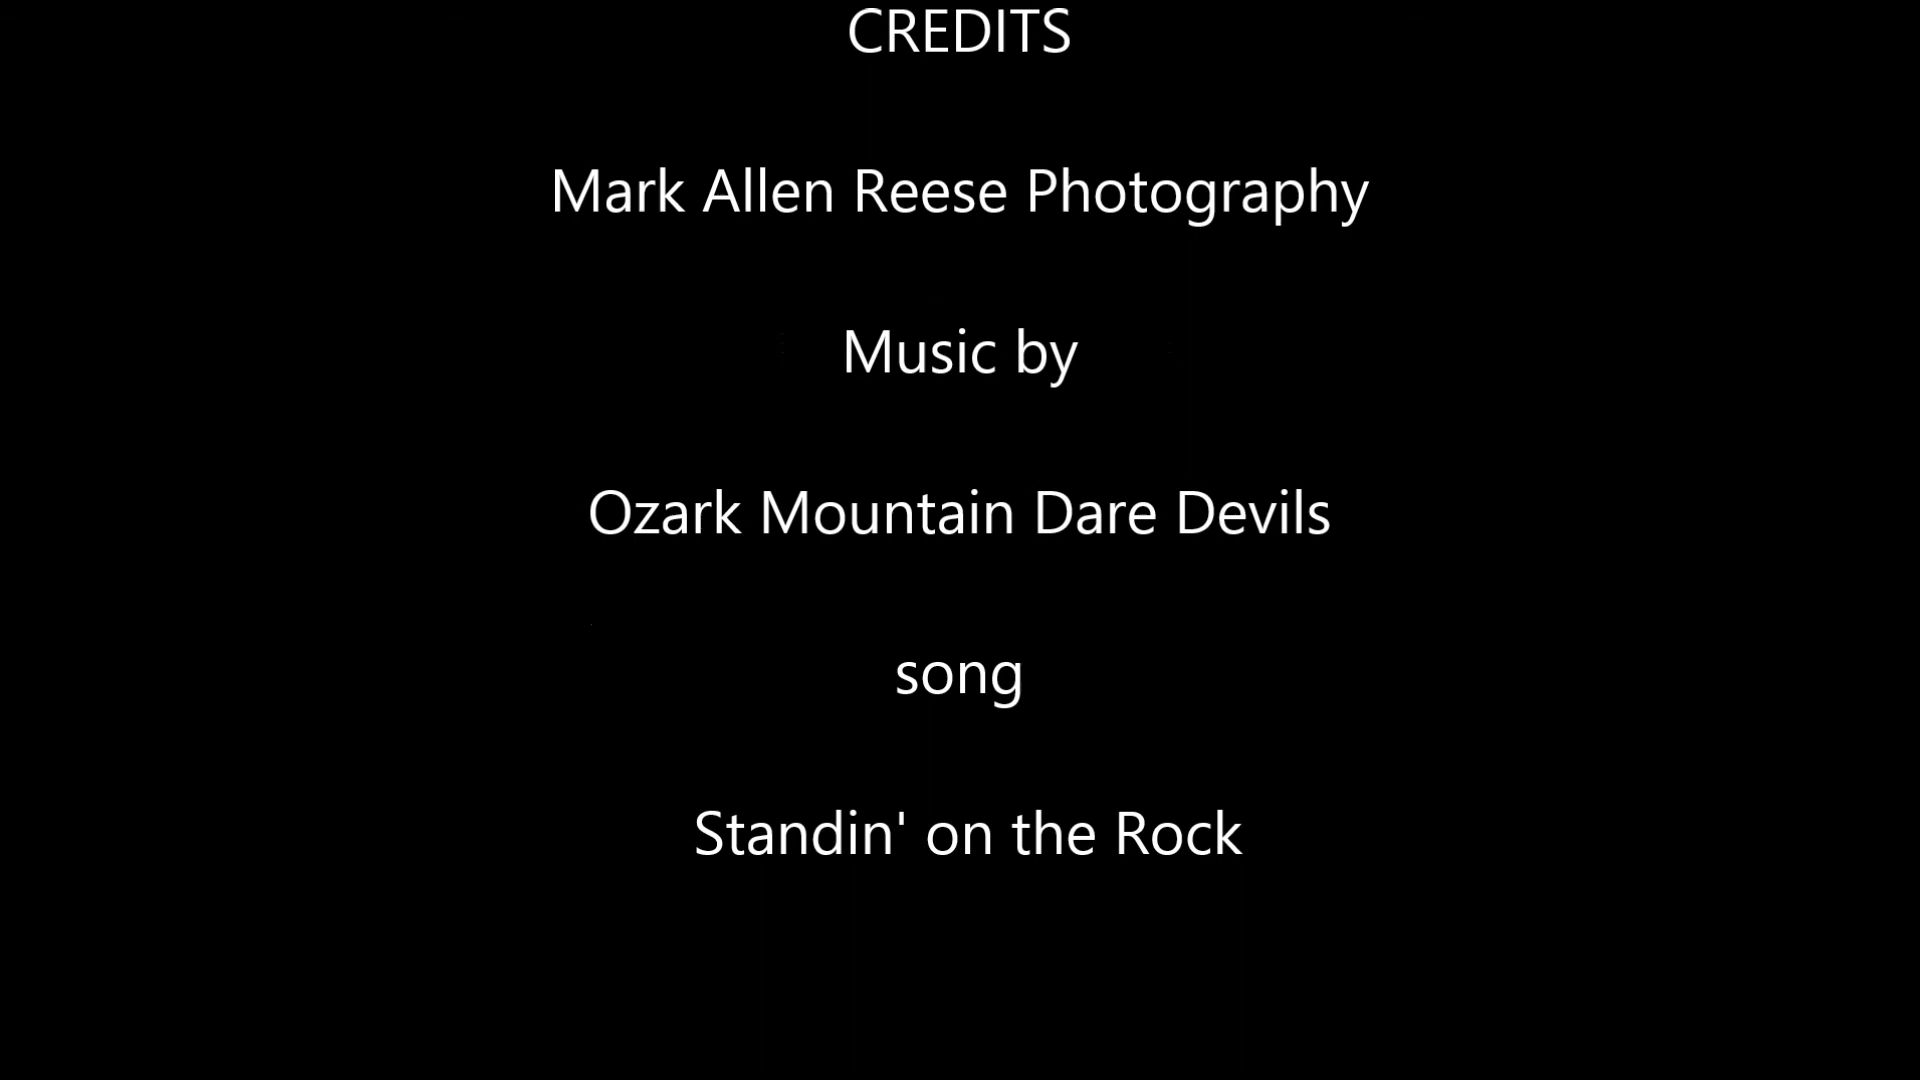 CREDITS
Mark Allen Reese Photography
Music by
Ozark Mountain Dare Devils
song
Standin' on the Rock